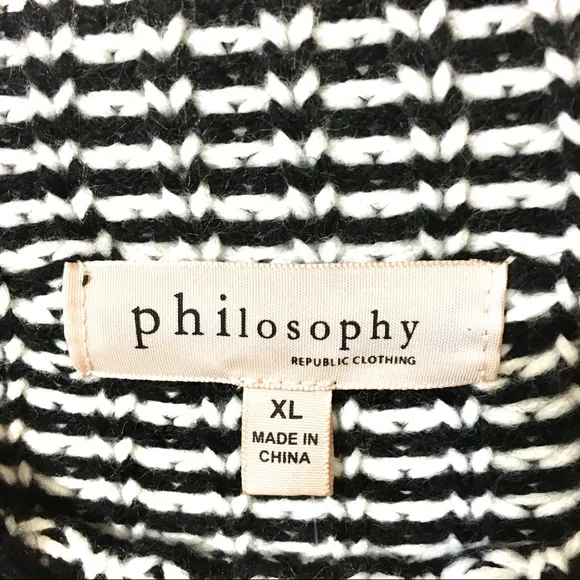 philosophy
REPUBLIC CLOTHING
XL
MADE IN
CHINA